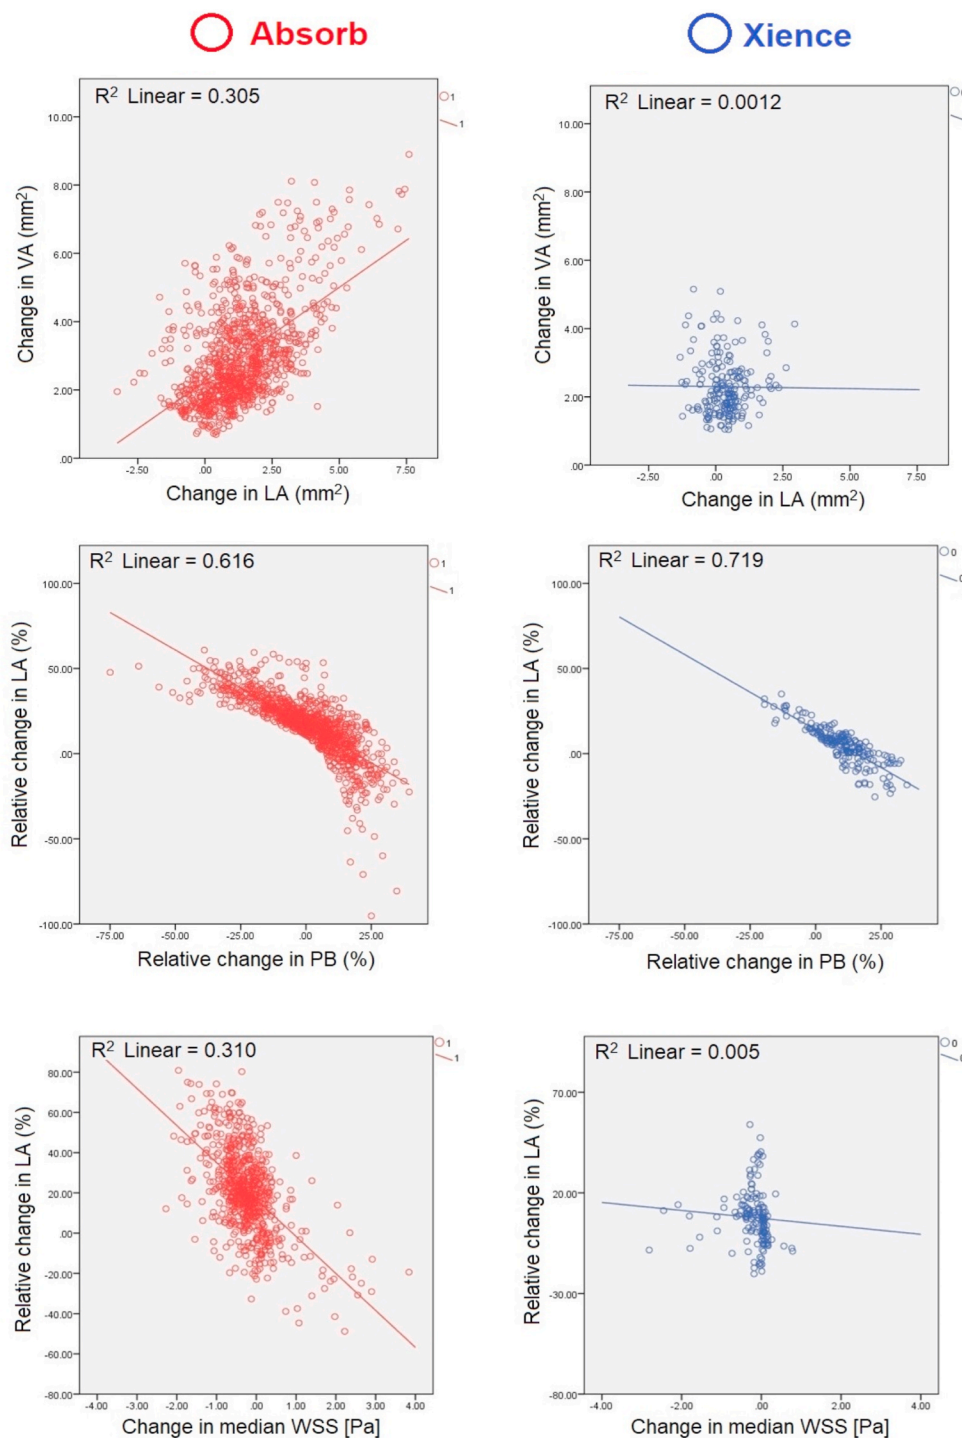 Absorb
Xience
R² Linear = 0.305
1
1
10.00
8.00
6.00
4.00
2.00
.00
Change in VA (mm²)
-2.50 .00 2.50 5.00 7.50
Change in LA (mm²)
R² Linear = 0.0012
10.00
8.00
6.00
4.00
2.00
.00
Change in VA (mm²)
-2.50 .00 2.50 5.00 7.50
Change in LA (mm²)
R² Linear = 0.616
1
1
100.00
50.00
.00
-50.00
-100.00
Relative change in LA (%)
-75.00 -50.00 -25.00 .00 25.00
Relative change in PB (%)
R² Linear = 0.719
0
100.00
50.00
.00
-50.00
-100.00
Relative change in LA (%)
-75.00 -50.00 -25.00 .00 25.00
Relative change in PB (%)
R² Linear = 0.310
1
1
80.00
60.00
40.00
20.00
.00
-20.00
-40.00
-60.00
-80.00
Relative change in LA (%)
-4.00 -3.00 -2.00 -1.00 .00 1.00 2.00 3.00 4.00
Change in median WSS [Pa]
R² Linear = 0.005
0
70.00
20.00
-30.00
-80.00
Relative change in LA (%)
-4.00 -2.00 .00 2.00 4.00
Change in median WSS [Pa]